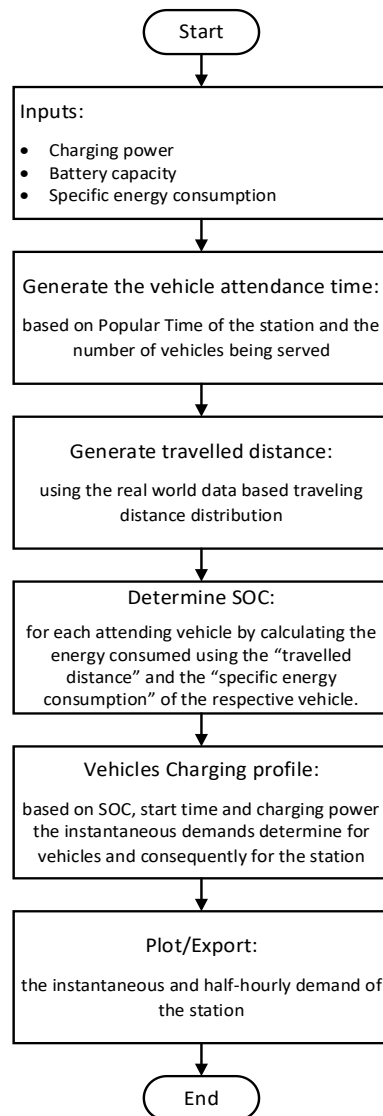 Start
Inputs:
• Charging power
• Battery capacity
• Specific energy consumption
Generate the vehicle attendance time:
based on Popular Time of the station and the
number of vehicles being served
Generate travelled distance:
using the real world data based traveling
distance distribution
Determine SOC:
for each attending vehicle by calculating the
energy consumed using the “travelled
distance” and the “specific energy
consumption” of the respective vehicle.
Vehicles Charging profile:
based on SOC, start time and charging power
the instantaneous demands determine for
vehicles and consequently for the station
Plot/Export:
the instantaneous and half-hourly demand of
the station
End